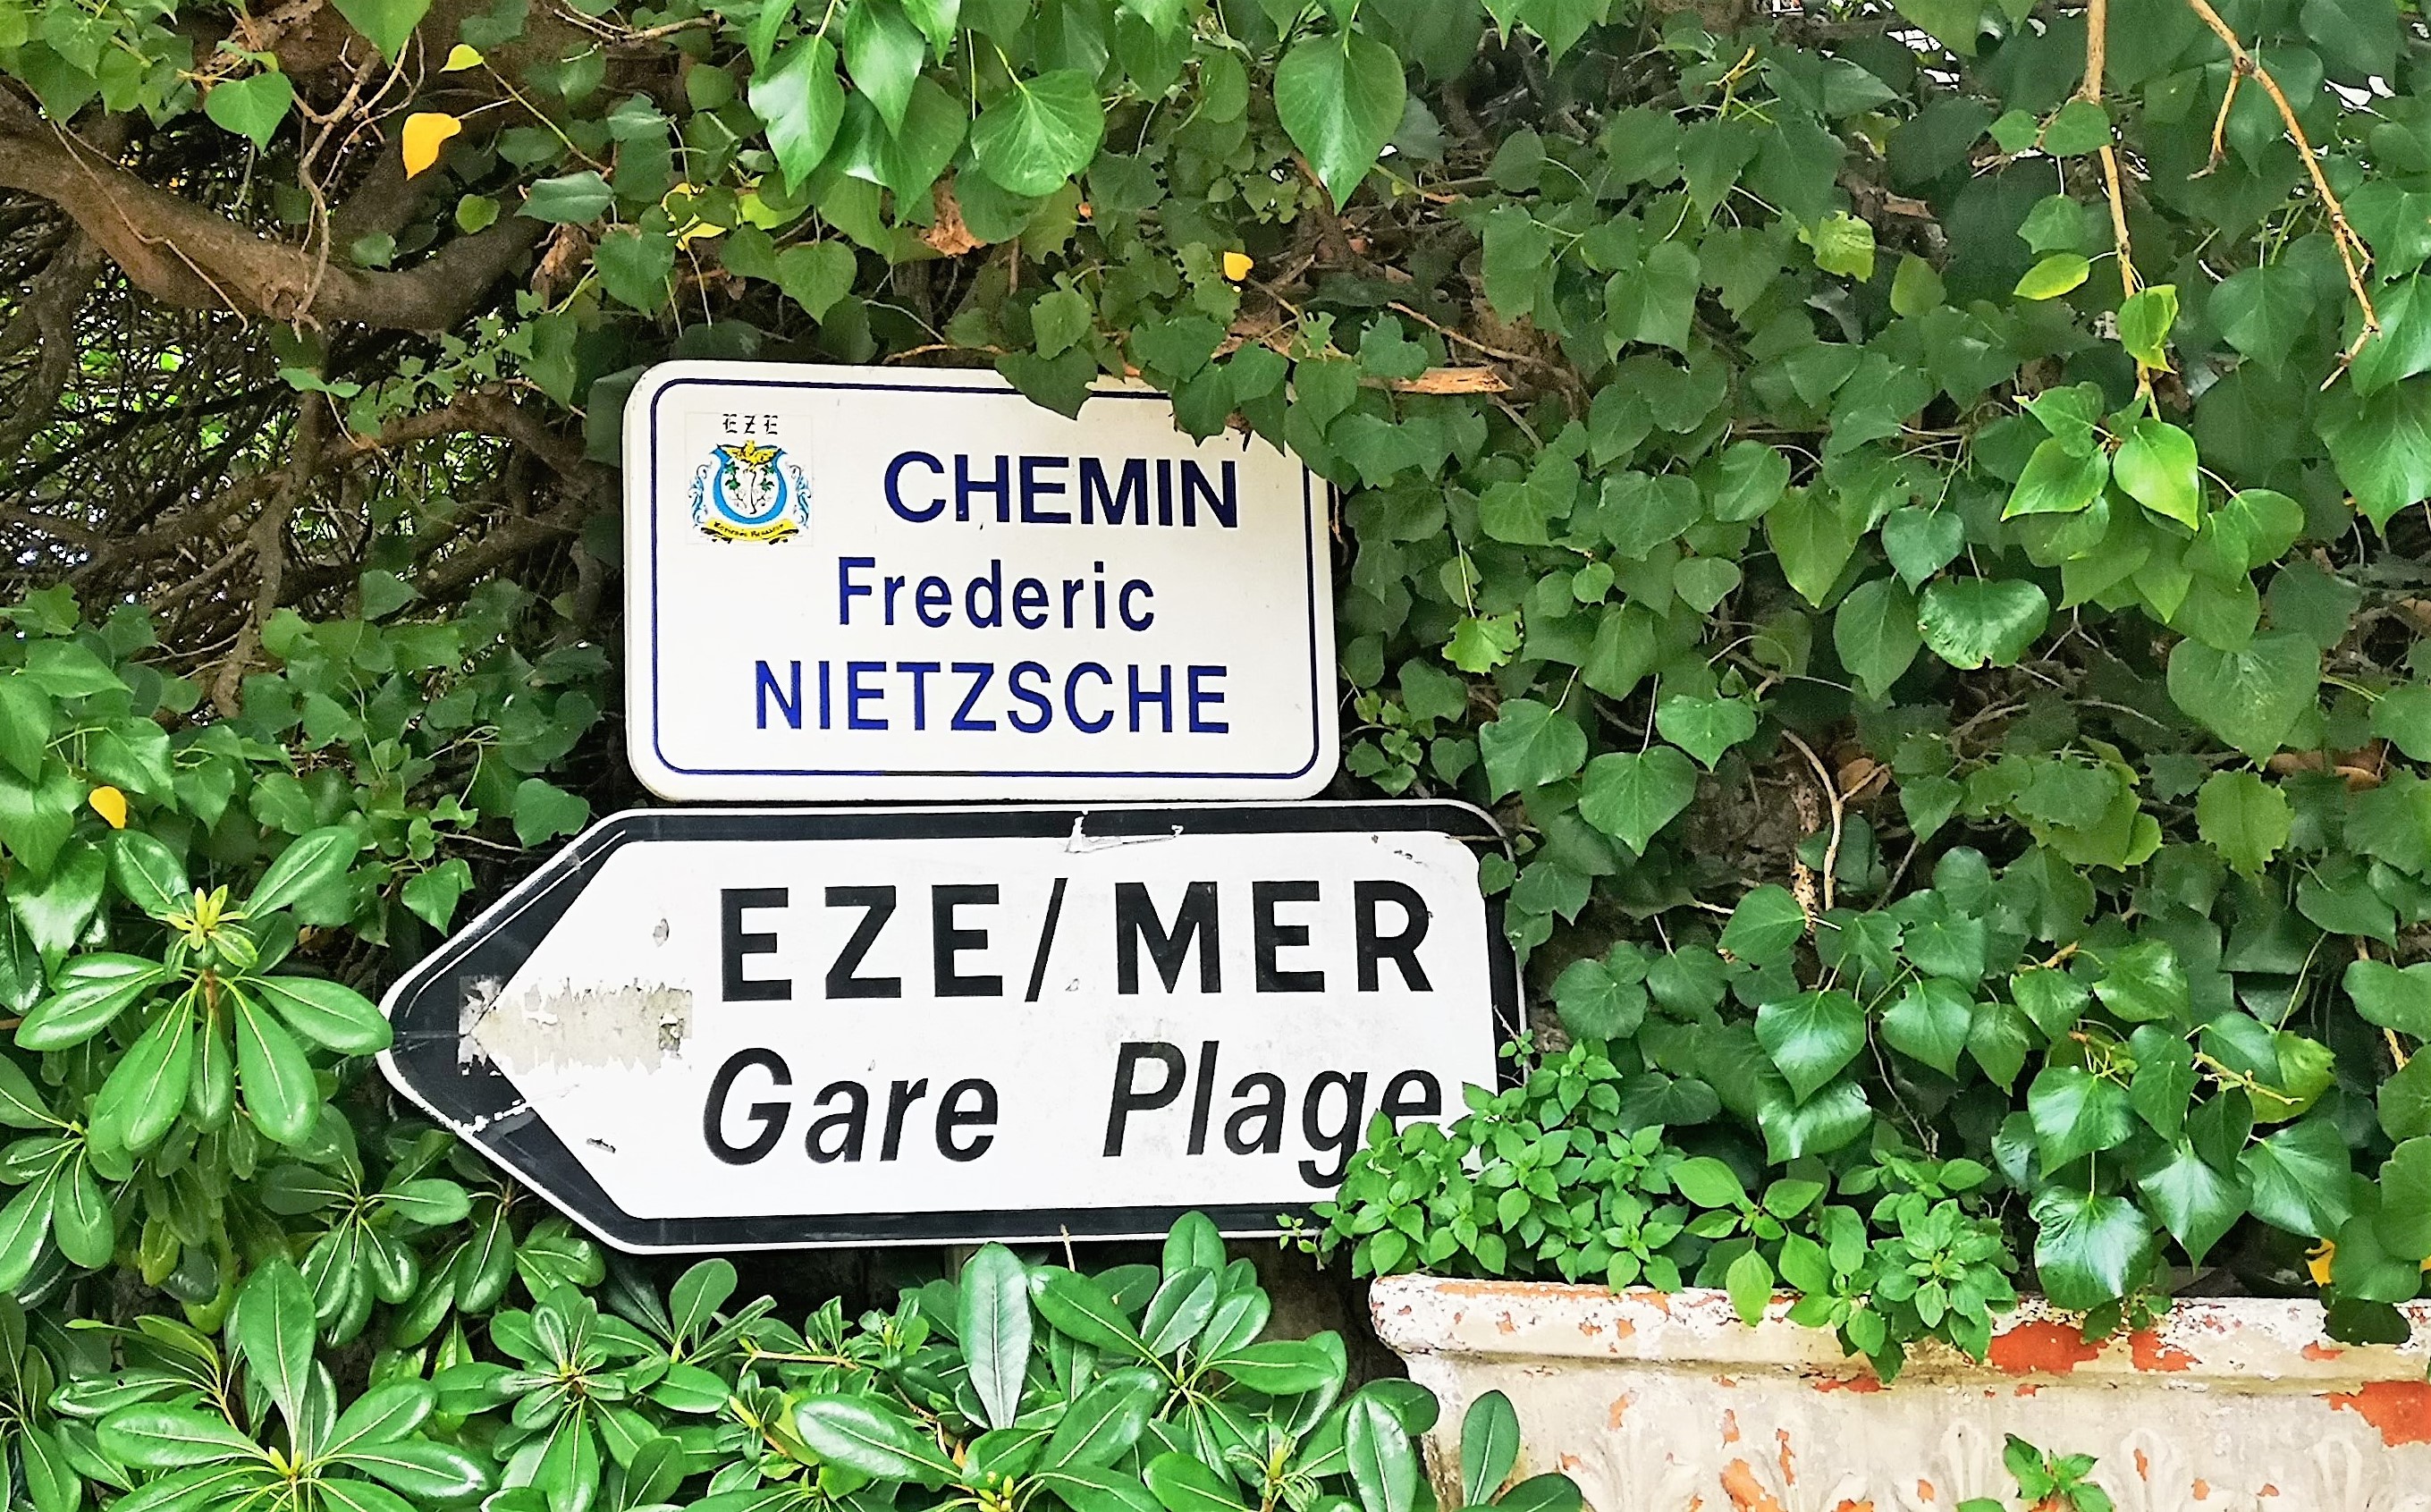 EZE
CHEMIN
Frederic
NIETZSCHE
EZE/MER
Gare Plage